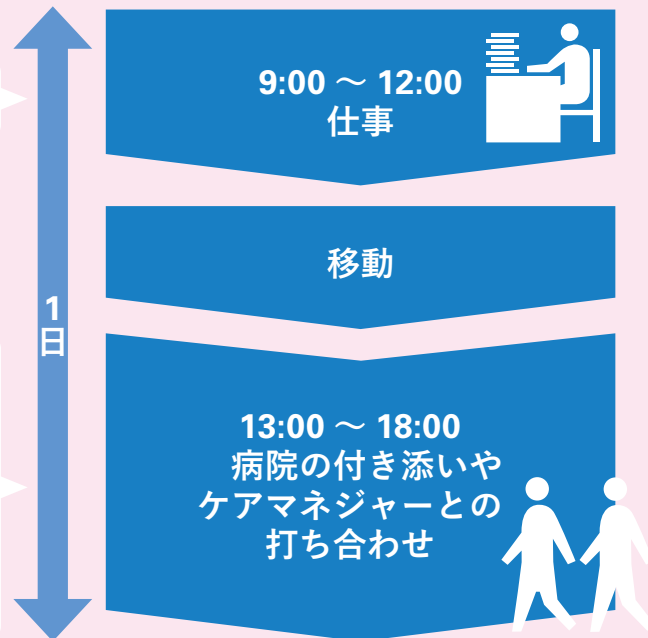 9:00 ～ 12:00
仕事
移動
1日
13:00 ～ 18:00
病院の付き添いや
ケアマネジャーとの
打ち合わせ